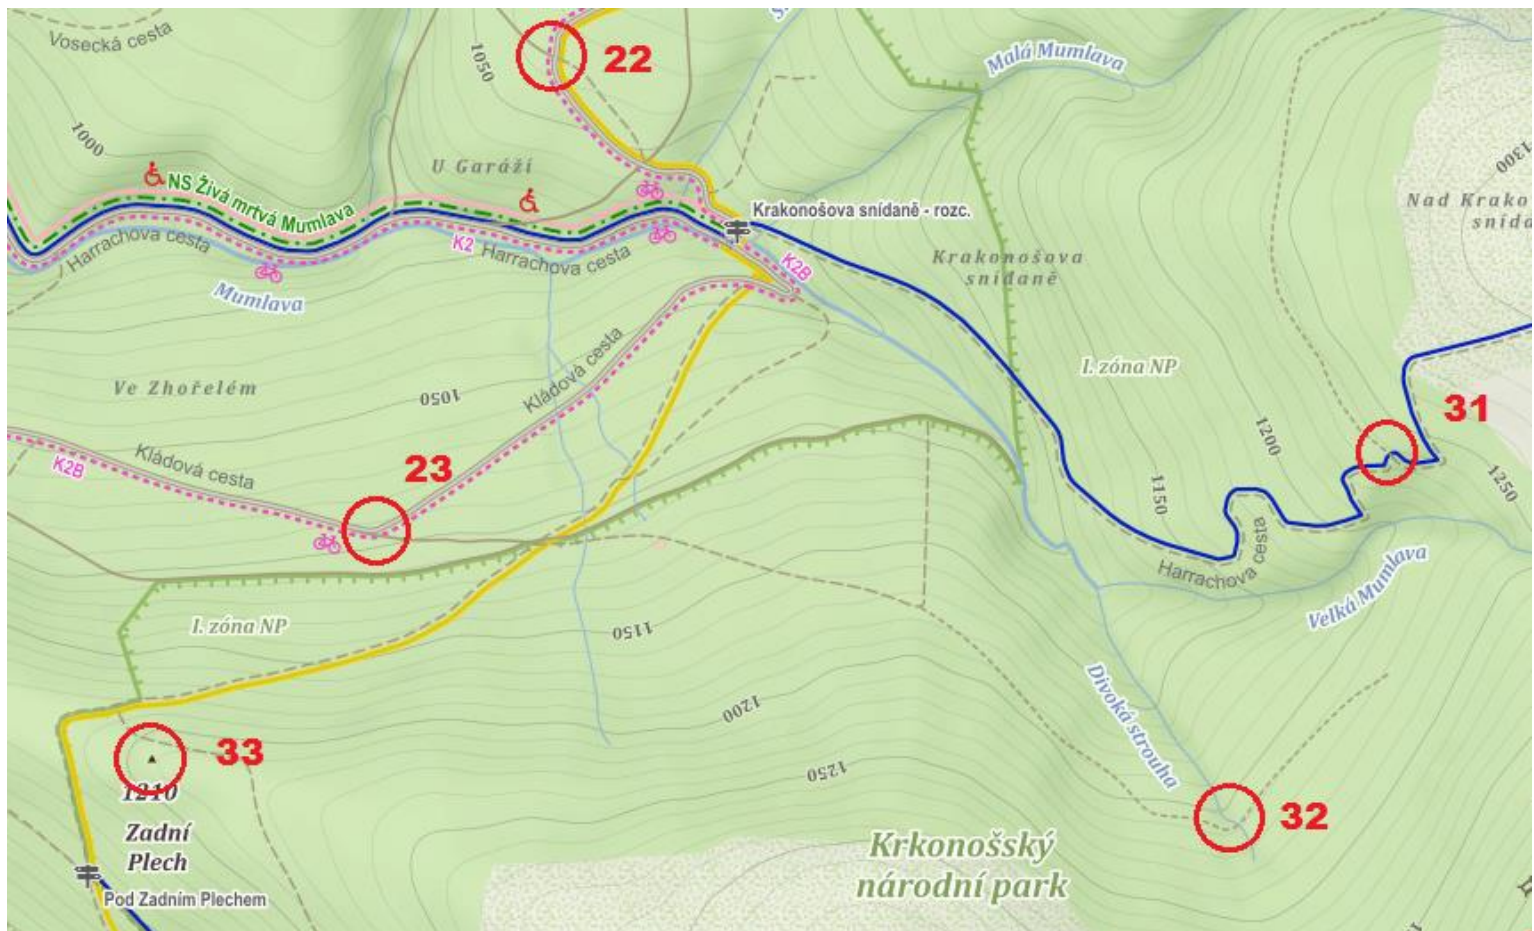 Vosecká cesta
1050
22
Malá Mumlava
1000
1300
U Garáží
NS Živá mrtvá Mumlava
Krakonošova snídaně - rozc.
Nad Krako
sníd
Harrachova cesta
K2
Harrachova cesta
K2B
Krakonošova
snídaně
Mumlava
Kládová cesta
I. zóna NP
Ve Zhořelém
1050
31
1200
Kládová cesta
K2B
23
1150
1250
Harrachova cesta
Velká Mumlava
I. zóna NP
1150
Divoká strouha
1200
33
1250
1210
32
Zadní
Plech
Krkonošský
národní park
Pod Zadním Plechem